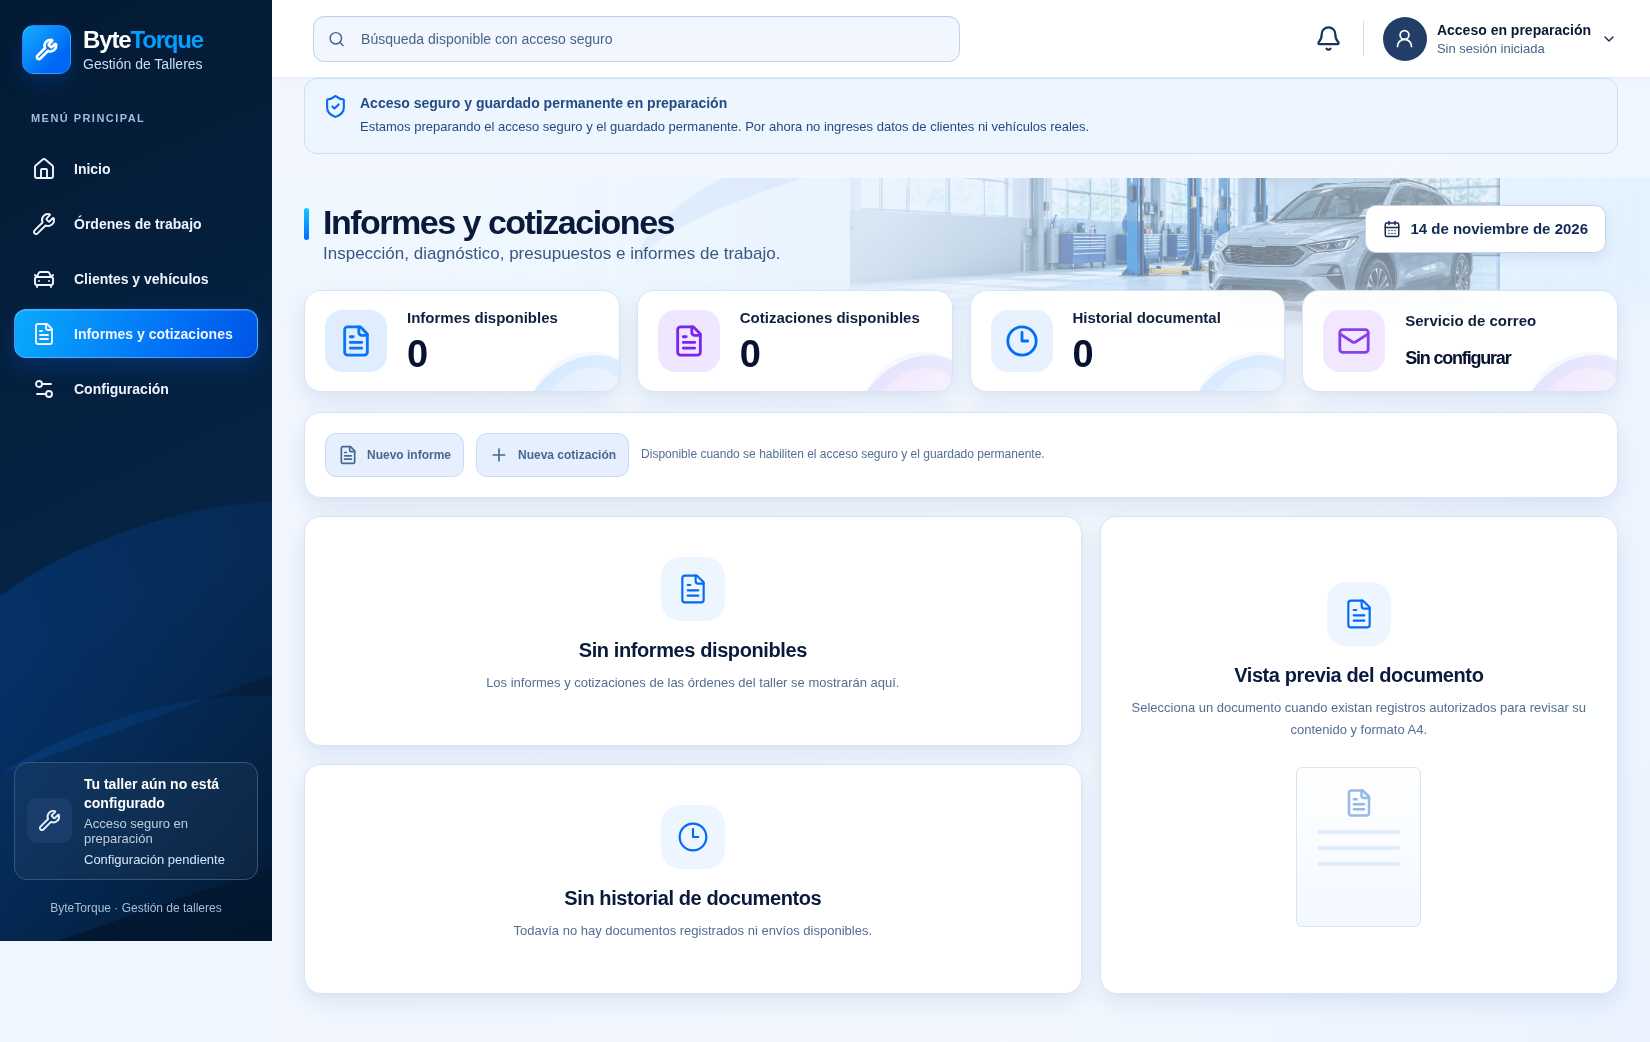 ByteTorque
Gestión de Talleres
MENÚ PRINCIPAL
Inicio
Órdenes de trabajo
Clientes y vehículos
Informes y cotizaciones
Configuración
Tu taller aún no está
configurado
Acceso seguro en
preparación
Configuración pendiente
ByteTorque · Gestión de talleres
Búsqueda disponible con acceso seguro
Acceso en preparación
Sin sesión iniciada
Acceso seguro y guardado permanente en preparación
Estamos preparando el acceso seguro y el guardado permanente. Por ahora no ingreses datos de clientes ni vehículos reales.
Informes y cotizaciones
Inspección, diagnóstico, presupuestos e informes de trabajo.
14 de noviembre de 2026
Informes disponibles
0
Cotizaciones disponibles
0
Historial documental
0
Servicio de correo
Sin configurar
Nuevo informe
Nueva cotización
Disponible cuando se habiliten el acceso seguro y el guardado permanente.
Sin informes disponibles
Los informes y cotizaciones de las órdenes del taller se mostrarán aquí.
Sin historial de documentos
Todavía no hay documentos registrados ni envíos disponibles.
Vista previa del documento
Selecciona un documento cuando existan registros autorizados para revisar su
contenido y formato A4.